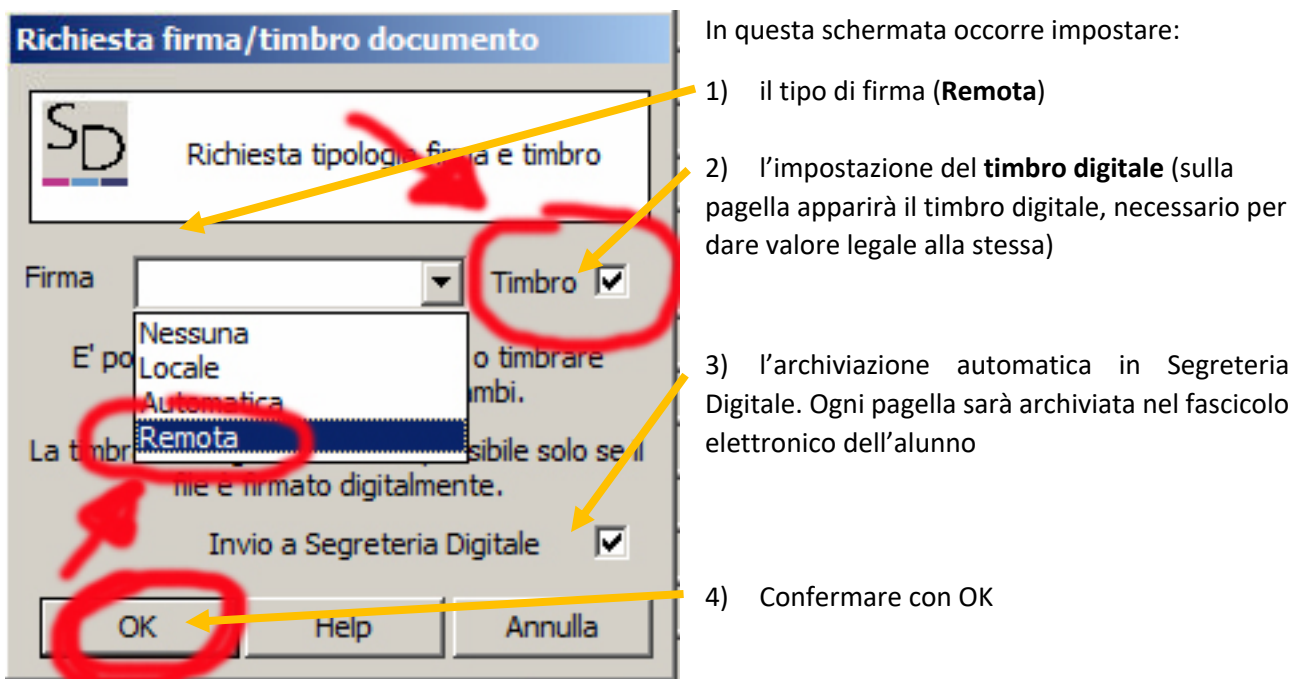 Richiesta firma/timbro documento
SD
Richiesta tipologia firma e timbro
Firma
Timbro
Nessuna
Locale
Automatica
Remota
E' po
o timbrare
mbi.
La timbr
sibile solo se il
file è firmato digitalmente.
Invio a Segreteria Digitale
OK
Help
Annulla
In questa schermata occorre impostare:
1) il tipo di firma (Remota)
2) l’impostazione del timbro digitale (sulla
pagella apparirà il timbro digitale, necessario per
dare valore legale alla stessa)
3) l’archiviazione automatica in Segreteria
Digitale. Ogni pagella sarà archiviata nel fascicolo
elettronico dell’alunno
4) Confermare con OK